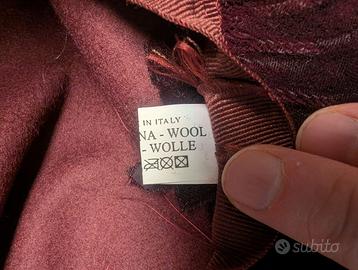 IN ITALY
NA - WOOL
- WOLLE
subito